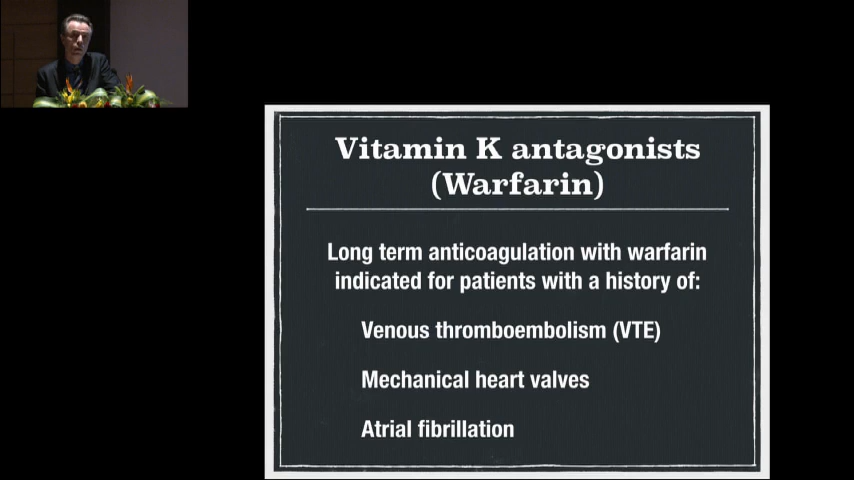 Vitamin K antagonists
(Warfarin)
Long term anticoagulation with warfarin
indicated for patients with a history of:
Venous thromboembolism (VTE)
Mechanical heart valves
Atrial fibrillation